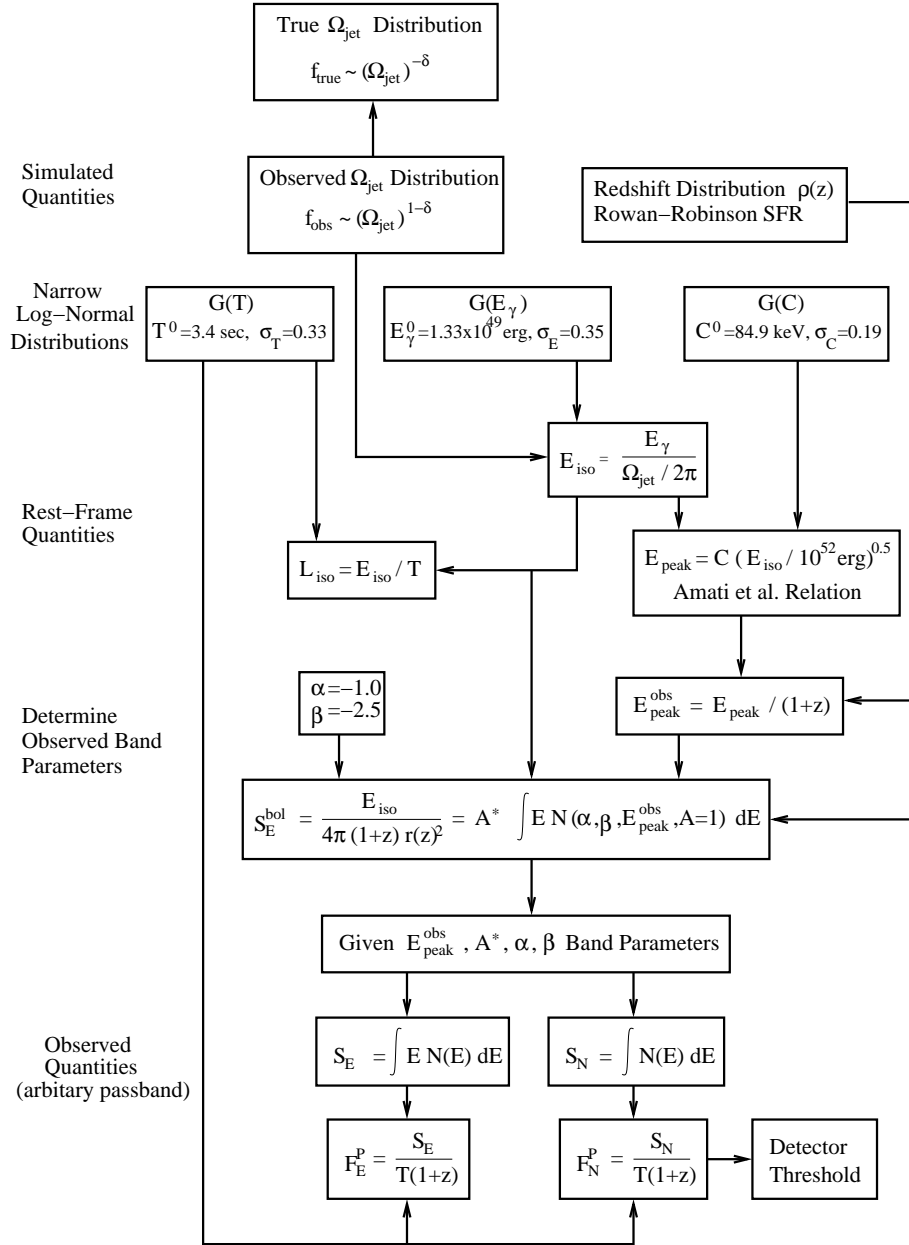 True Ω_jet Distribution
f_true ~ (Ω_jet)^−δ
Simulated
Quantities
Observed Ω_jet Distribution
f_obs ~ (Ω_jet)^1−δ
Redshift Distribution ρ(z)
Rowan−Robinson SFR
Narrow
Log−Normal
Distributions
G(T)
T^0=3.4 sec, σ_T=0.33
G(E_γ)
E_γ^0=1.33x10^49 erg, σ_E=0.35
G(C)
C^0=84.9 keV, σ_C=0.19
E_iso = E_γ / (Ω_jet / 2π)
Rest−Frame
Quantities
L_iso = E_iso / T
E_peak = C (E_iso / 10^52 erg)^0.5
Amati et al. Relation
α=−1.0
β=−2.5
E_peak^obs = E_peak / (1+z)
Determine
Observed Band
Parameters
S_E^bol = E_iso / (4π (1+z) r(z)^2) = A* ∫ E N(α,β,E_peak^obs,A=1) dE
Given E_peak^obs , A*, α, β Band Parameters
Observed
Quantities
(arbitary passband)
S_E = ∫ E N(E) dE
S_N = ∫ N(E) dE
F_E^P = S_E / T(1+z)
F_N^P = S_N / T(1+z)
Detector
Threshold